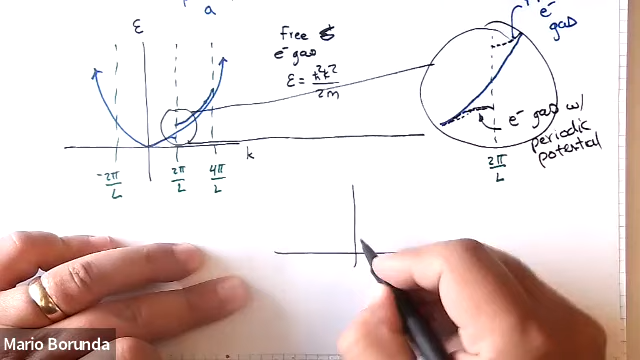 a
ε
Free
e⁻ gas
ε = ħ²k²
2m
k
-2π
L
2π
L
4π
L
e⁻
gas
e⁻ gas w/
periodic
potential
2π
L
Mario Borunda